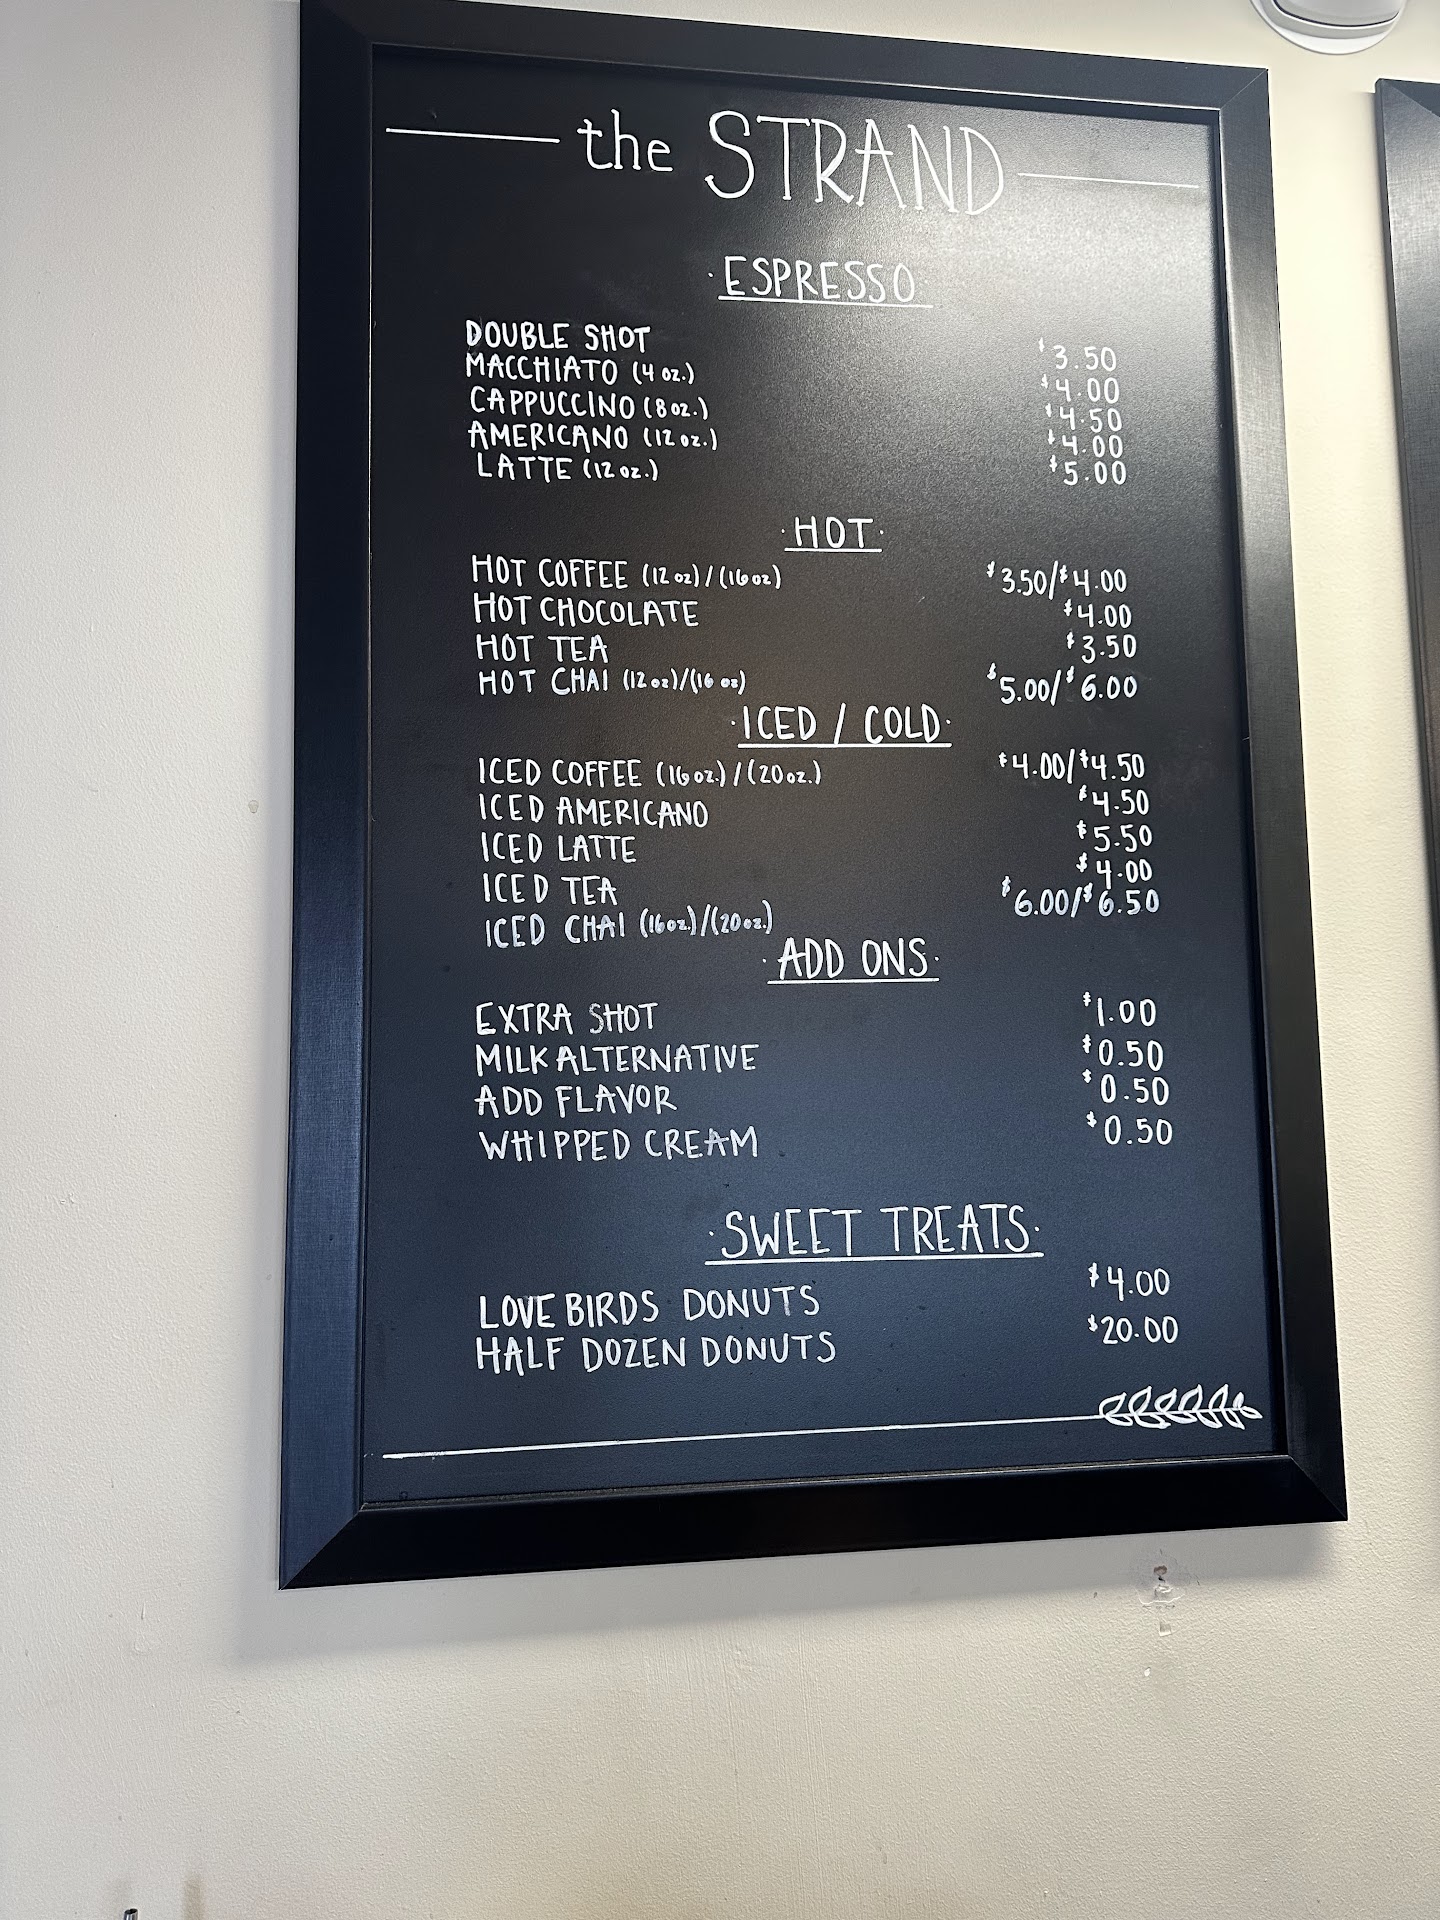 the STRAND
·ESPRESSO·
DOUBLE SHOT $3.50
MACCHIATO (4 oz.) $4.00
CAPPUCCINO (8 oz.) $4.50
AMERICANO (12 oz.) $4.00
LATTE (12 oz.) $5.00
·HOT·
HOT COFFEE (12 oz) / (16 oz) $3.50/$4.00
HOT CHOCOLATE $4.00
HOT TEA $3.50
HOT CHAI (12 oz)/(16 oz) $5.00/$6.00
·ICED / COLD·
ICED COFFEE (16 oz.) / (20 oz.) $4.00/$4.50
ICED AMERICANO $4.50
ICED LATTE $5.50
ICED TEA $4.00
ICED CHAI (16 oz.)/(20 oz.) $6.00/$6.50
·ADD ONS·
EXTRA SHOT $1.00
MILK ALTERNATIVE $0.50
ADD FLAVOR $0.50
WHIPPED CREAM $0.50
·SWEET TREATS·
LOVE BIRDS DONUTS $4.00
HALF DOZEN DONUTS $20.00